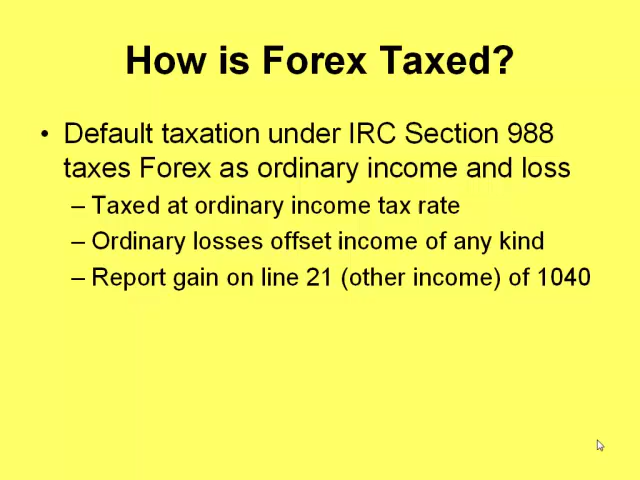 How is Forex Taxed?
• Default taxation under IRC Section 988
taxes Forex as ordinary income and loss
– Taxed at ordinary income tax rate
– Ordinary losses offset income of any kind
– Report gain on line 21 (other income) of 1040